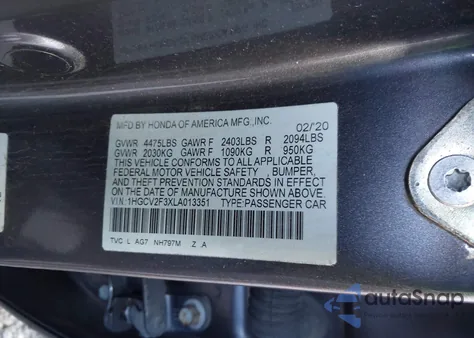 MFD BY HONDA OF AMERICA MFG.,INC. 02/20
GVWR 4475LBS GAWR F 2403LBS R 2094LBS
GVWR 2030KG GAWR F 1090KG R 950KG
THIS VEHICLE CONFORMS TO ALL APPLICABLE
FEDERAL MOTOR VEHICLE SAFETY , BUMPER,
AND THEFT PREVENTION STANDARDS IN EFFECT
ON THE DATE OF MANUFACTURE SHOWN ABOVE.
VIN: 1HGCV2F3XLA013351 TYPE:PASSENGER CAR
TVC L AG7 NH797M Z A
autoSnap